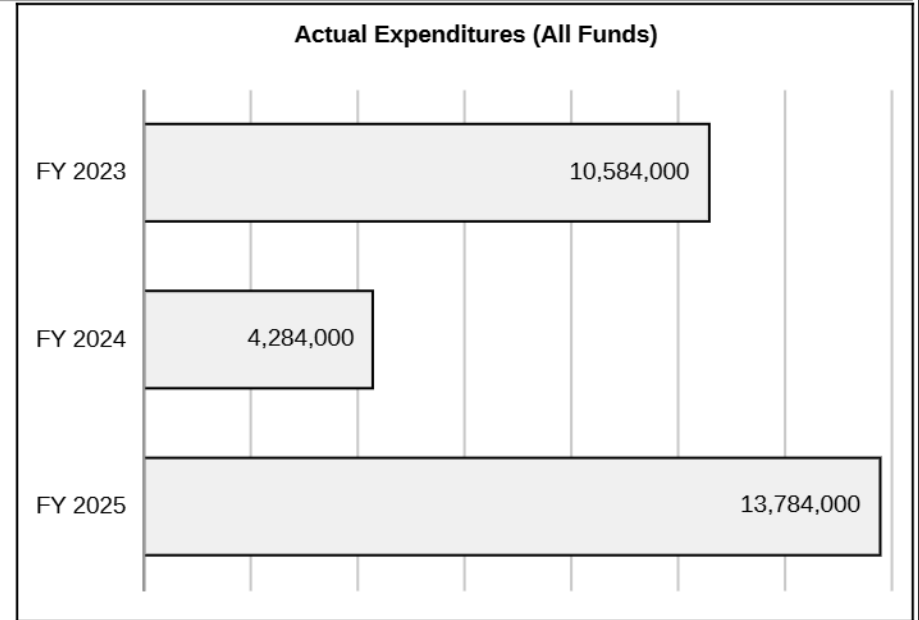 Actual Expenditures (All Funds)
FY 2023
10,584,000
FY 2024
4,284,000
FY 2025
13,784,000